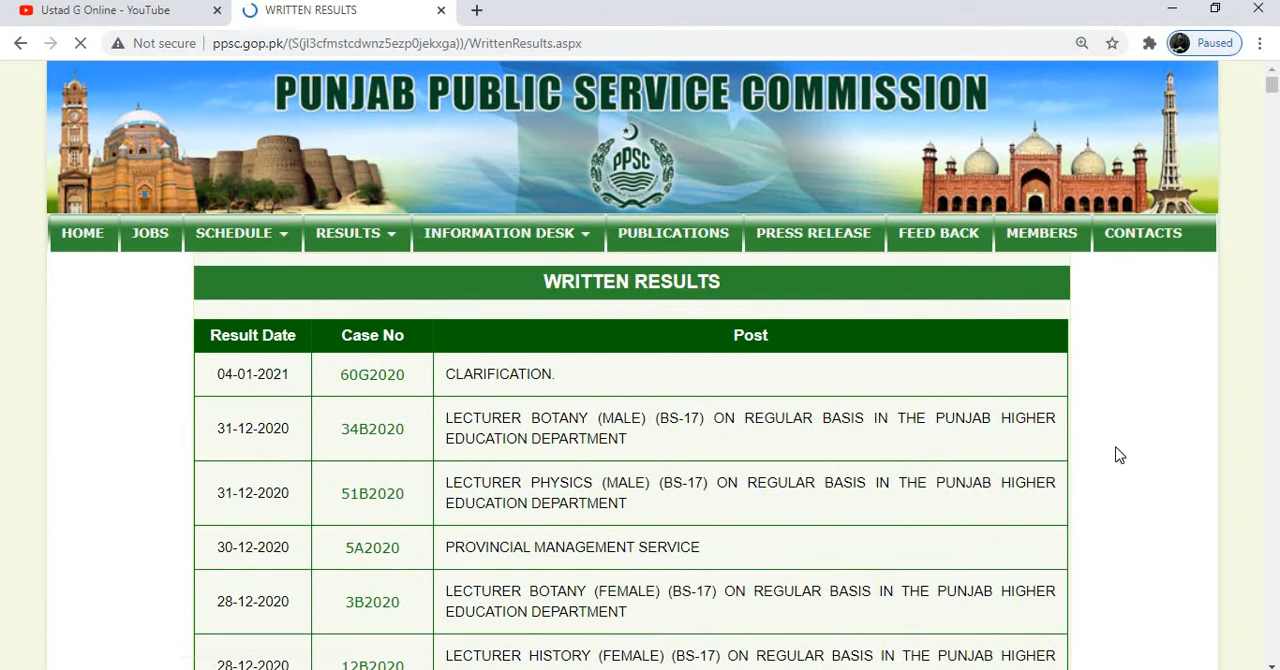 Ustad G Online - YouTube
WRITTEN RESULTS
Not secure
ppsc.gop.pk/(S(jl3cfmstcdwnz5ezp0jekxga))/WrittenResults.aspx
Paused
PUNJAB PUBLIC SERVICE COMMISSION
PPSC
HOME JOBS SCHEDULE RESULTS INFORMATION DESK PUBLICATIONS PRESS RELEASE FEED BACK MEMBERS CONTACTS
WRITTEN RESULTS
Result Date Case No Post
04-01-2021 60G2020 CLARIFICATION.
31-12-2020 34B2020 LECTURER BOTANY (MALE) (BS-17) ON REGULAR BASIS IN THE PUNJAB HIGHER
EDUCATION DEPARTMENT
31-12-2020 51B2020 LECTURER PHYSICS (MALE) (BS-17) ON REGULAR BASIS IN THE PUNJAB HIGHER
EDUCATION DEPARTMENT
30-12-2020 5A2020 PROVINCIAL MANAGEMENT SERVICE
28-12-2020 3B2020 LECTURER BOTANY (FEMALE) (BS-17) ON REGULAR BASIS IN THE PUNJAB HIGHER
EDUCATION DEPARTMENT
28-12-2020 12B2020 LECTURER HISTORY (FEMALE) (BS-17) ON REGULAR BASIS IN THE PUNJAB HIGHER